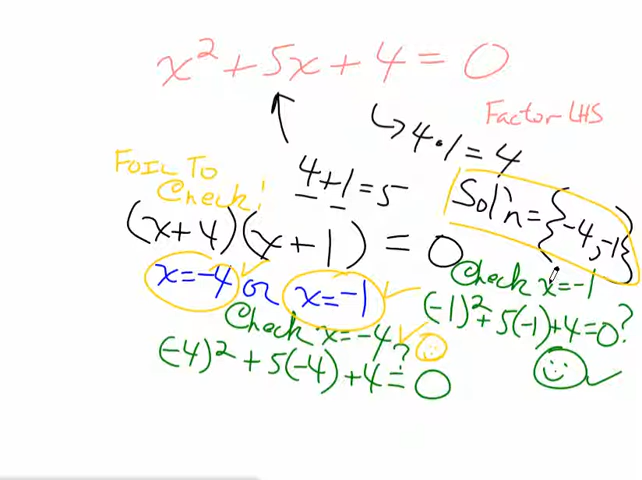 x² + 5x + 4 = 0
Factor LHS
4·1 = 4
4+1=5
FOIL To
Check!
Sol'n = {-4,-1}
(x+4)(x+1) = 0
x=-4 or x=-1
Check x=-1
(-1)² + 5(-1)+4=0?
Check x=-4
(-4)² + 5(-4) +4 ≟ 0